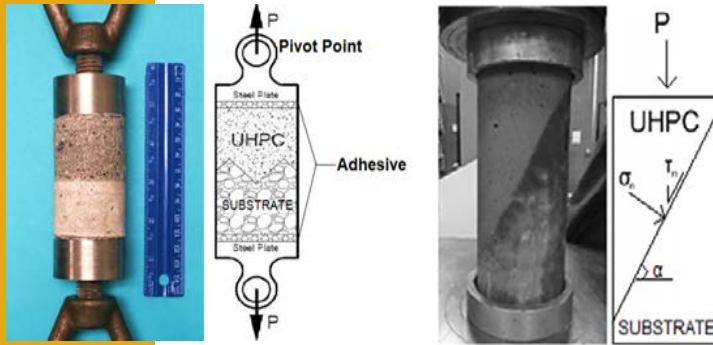 P
Pivot Point
Steel Plate
UHPC
Adhesive
SUBSTRATE
Steel Plate
P
P
UHPC
σn
τn
α
SUBSTRATE